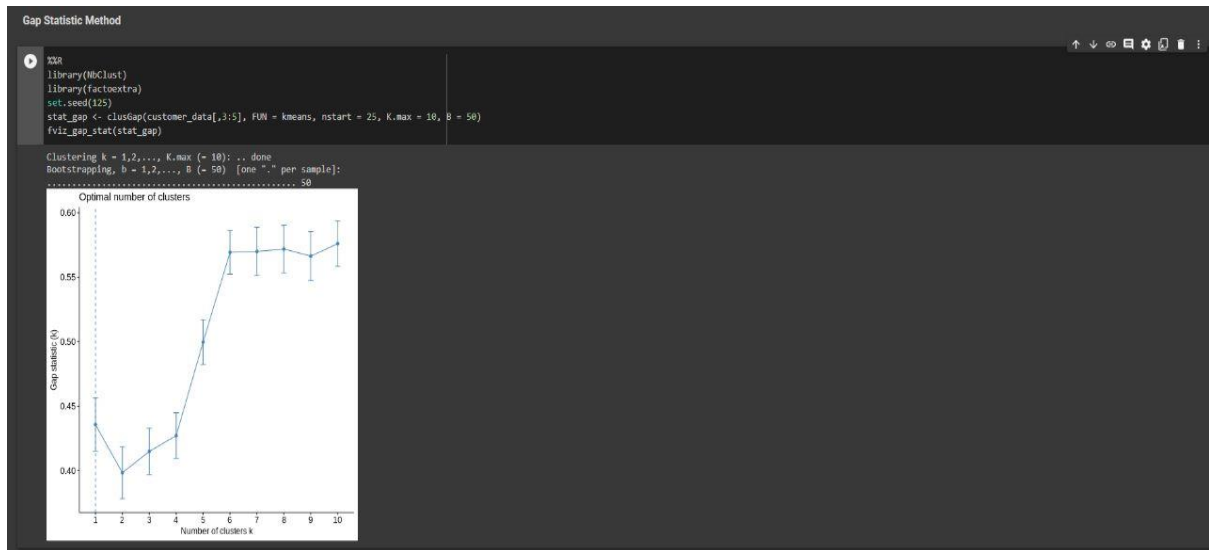 Gap Statistic Method
%%R
library(NbClust)
library(factoextra)
set.seed(125)
stat_gap <- clusGap(customer_data[,3:5], FUN = kmeans, nstart = 25, K.max = 10, B = 50)
fviz_gap_stat(stat_gap)
Clustering k = 1,2,..., K.max (= 10): .. done
Bootstrapping, b = 1,2,..., B (= 50) [one "." per sample]:
.................................................. 50
Optimal number of clusters
0.60
0.55
0.50
0.45
0.40
Gap statistic (k)
1 2 3 4 5 6 7 8 9 10
Number of clusters k